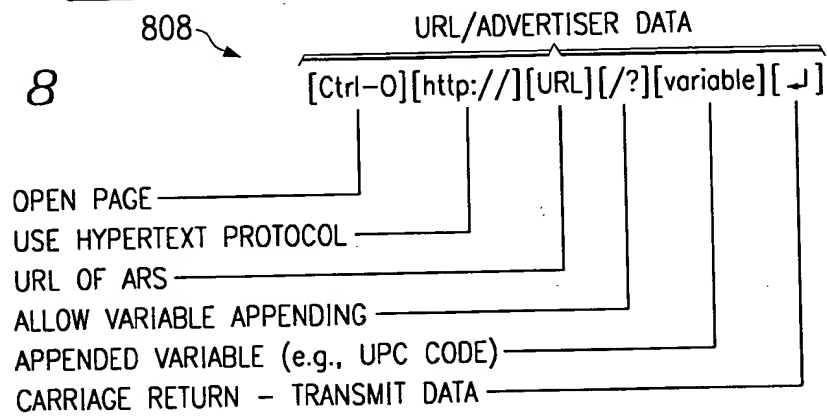 808
URL/ADVERTISER DATA
8
[Ctrl-O][http://][URL][/?][variable][↵]
OPEN PAGE
USE HYPERTEXT PROTOCOL
URL OF ARS
ALLOW VARIABLE APPENDING
APPENDED VARIABLE (e.g., UPC CODE)
CARRIAGE RETURN – TRANSMIT DATA